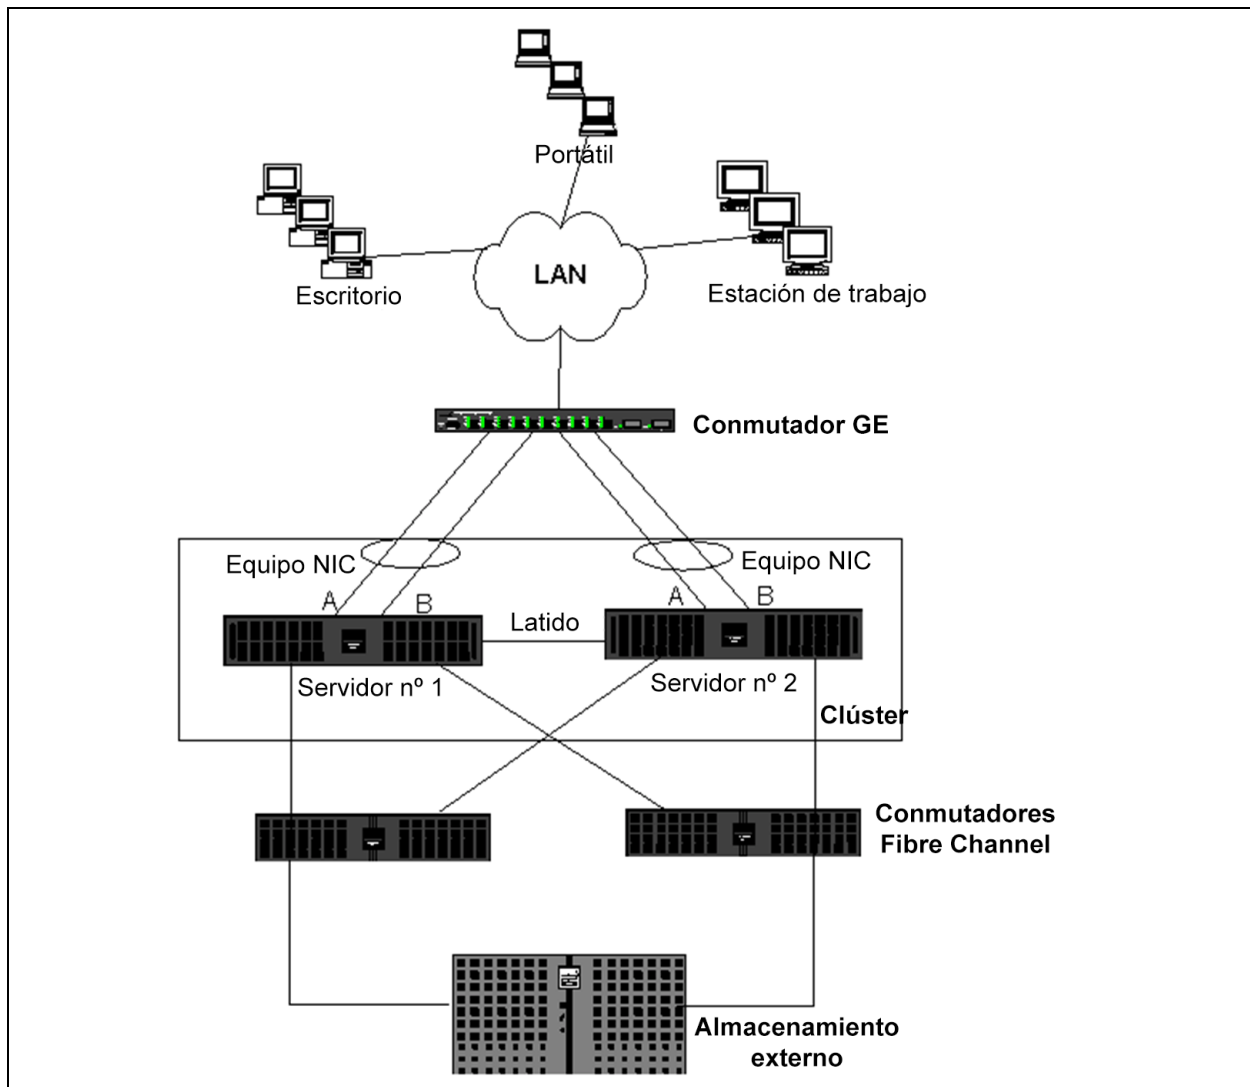 Portátil
Escritorio
LAN
Estación de trabajo
Conmutador GE
Equipo NIC
Equipo NIC
A
B
A
B
Latido
Servidor nº 1
Servidor nº 2
Clúster
Conmutadores
Fibre Channel
Almacenamiento
externo